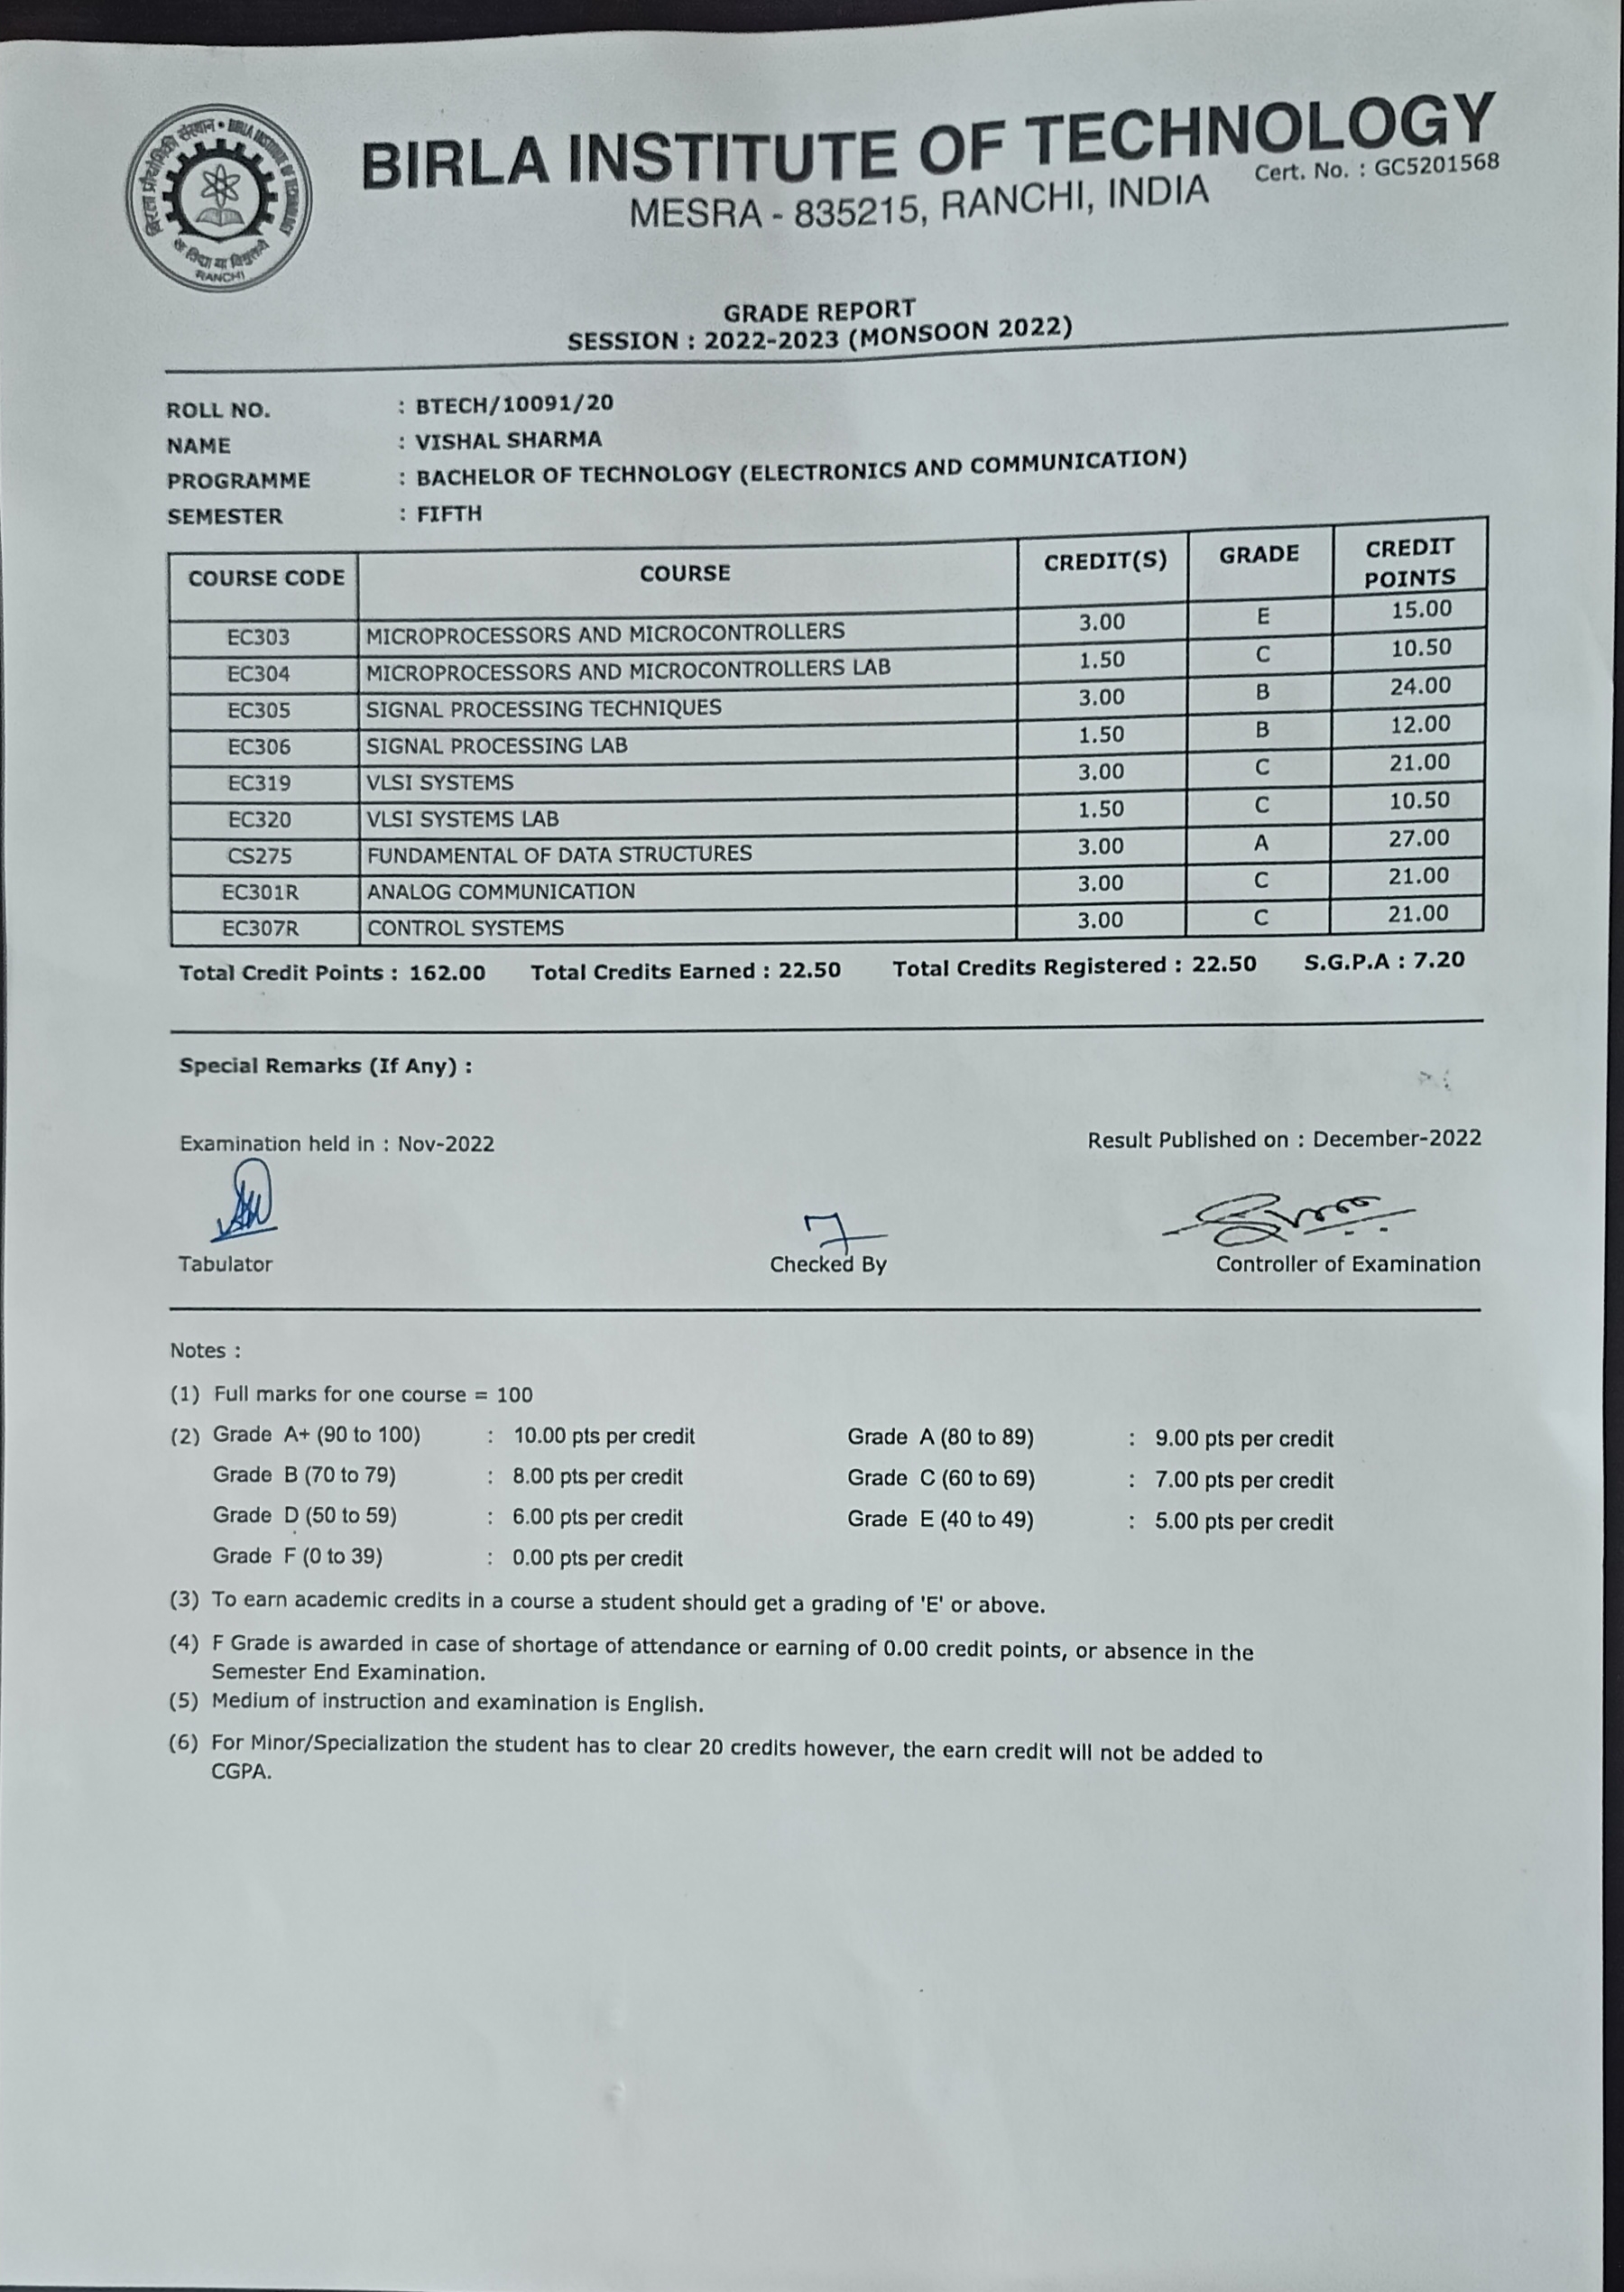 बिरला प्रौद्योगिकी संस्थान • BIRLA INSTITUTE OF TECHNOLOGY
सा विद्या या विमुक्तये
RANCHI
BIRLA INSTITUTE OF TECHNOLOGY
MESRA - 835215, RANCHI, INDIA
Cert. No. : GC5201568
GRADE REPORT
SESSION : 2022-2023 (MONSOON 2022)
ROLL NO. : BTECH/10091/20
NAME : VISHAL SHARMA
PROGRAMME : BACHELOR OF TECHNOLOGY (ELECTRONICS AND COMMUNICATION)
SEMESTER : FIFTH
COURSE CODE COURSE CREDIT(S) GRADE CREDIT POINTS
EC303 MICROPROCESSORS AND MICROCONTROLLERS 3.00 E 15.00
EC304 MICROPROCESSORS AND MICROCONTROLLERS LAB 1.50 C 10.50
EC305 SIGNAL PROCESSING TECHNIQUES 3.00 B 24.00
EC306 SIGNAL PROCESSING LAB 1.50 B 12.00
EC319 VLSI SYSTEMS 3.00 C 21.00
EC320 VLSI SYSTEMS LAB 1.50 C 10.50
CS275 FUNDAMENTAL OF DATA STRUCTURES 3.00 A 27.00
EC301R ANALOG COMMUNICATION 3.00 C 21.00
EC307R CONTROL SYSTEMS 3.00 C 21.00
Total Credit Points : 162.00 Total Credits Earned : 22.50 Total Credits Registered : 22.50 S.G.P.A : 7.20
Special Remarks (If Any) :
Examination held in : Nov-2022 Result Published on : December-2022
Tabulator Checked By Controller of Examination
Notes :
(1) Full marks for one course = 100
(2) Grade A+ (90 to 100) : 10.00 pts per credit Grade A (80 to 89) : 9.00 pts per credit
Grade B (70 to 79) : 8.00 pts per credit Grade C (60 to 69) : 7.00 pts per credit
Grade D (50 to 59) : 6.00 pts per credit Grade E (40 to 49) : 5.00 pts per credit
Grade F (0 to 39) : 0.00 pts per credit
(3) To earn academic credits in a course a student should get a grading of 'E' or above.
(4) F Grade is awarded in case of shortage of attendance or earning of 0.00 credit points, or absence in the
Semester End Examination.
(5) Medium of instruction and examination is English.
(6) For Minor/Specialization the student has to clear 20 credits however, the earn credit will not be added to
CGPA.